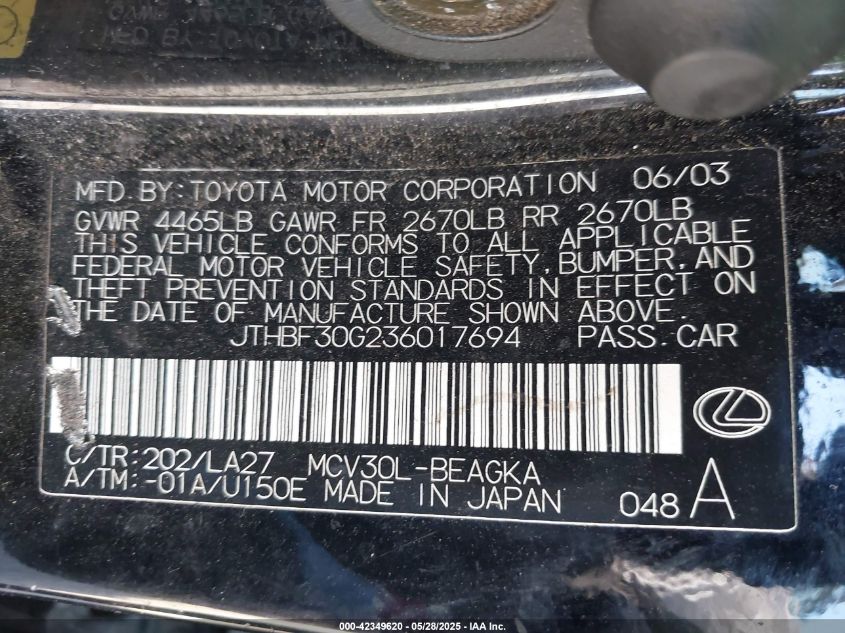 MFD BY: TOYOTA MOTOR CORPORATION 06/03
GVWR 4465LB GAWR FR 2670LB RR 2670LB
THIS VEHICLE CONFORMS TO ALL APPLICABLE
FEDERAL MOTOR VEHICLE SAFETY, BUMPER, AND
THEFT PREVENTION STANDARDS IN EFFECT ON
THE DATE OF MANUFACTURE SHOWN ABOVE.
JTHBF30G236017694 PASS.CAR
C/TR:202/LA27 MCV30L-BEAGKA
A/TM:-01A/U150E MADE IN JAPAN 048 A
000-42349620 - 05/28/2025 - IAA Inc.